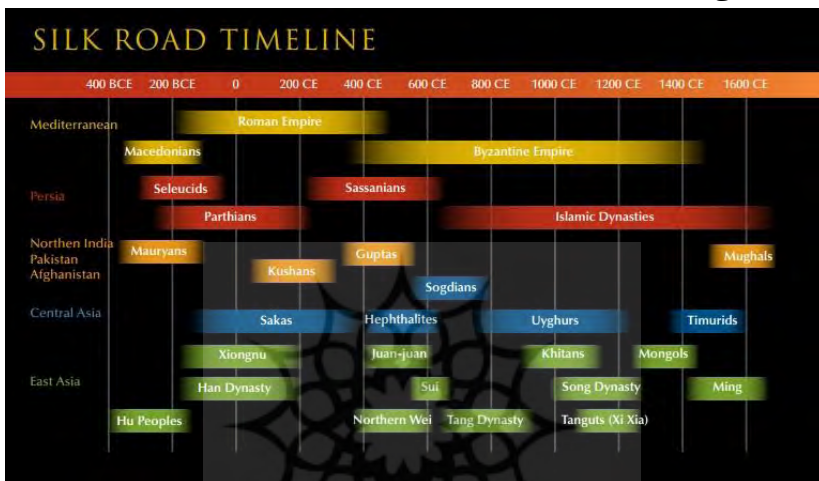 SILK ROAD TIMELINE
400 BCE 200 BCE 0 200 CE 400 CE 600 CE 800 CE 1000 CE 1200 CE 1400 CE 1600 CE
Mediterranean
Roman Empire
Macedonians
Byzantine Empire
Persia
Seleucids
Sassanians
Parthians
Islamic Dynasties
Northen India
Pakistan
Afghanistan
Mauryans
Kushans
Guptas
Mughals
Sogdians
Central Asia
Sakas
Hephthalites
Uyghurs
Timurids
Xiongnu
Juan-juan
Khitans
Mongols
East Asia
Han Dynasty
Sui
Song Dynasty
Ming
Hu Peoples
Northern Wei
Tang Dynasty
Tanguts (Xi Xia)